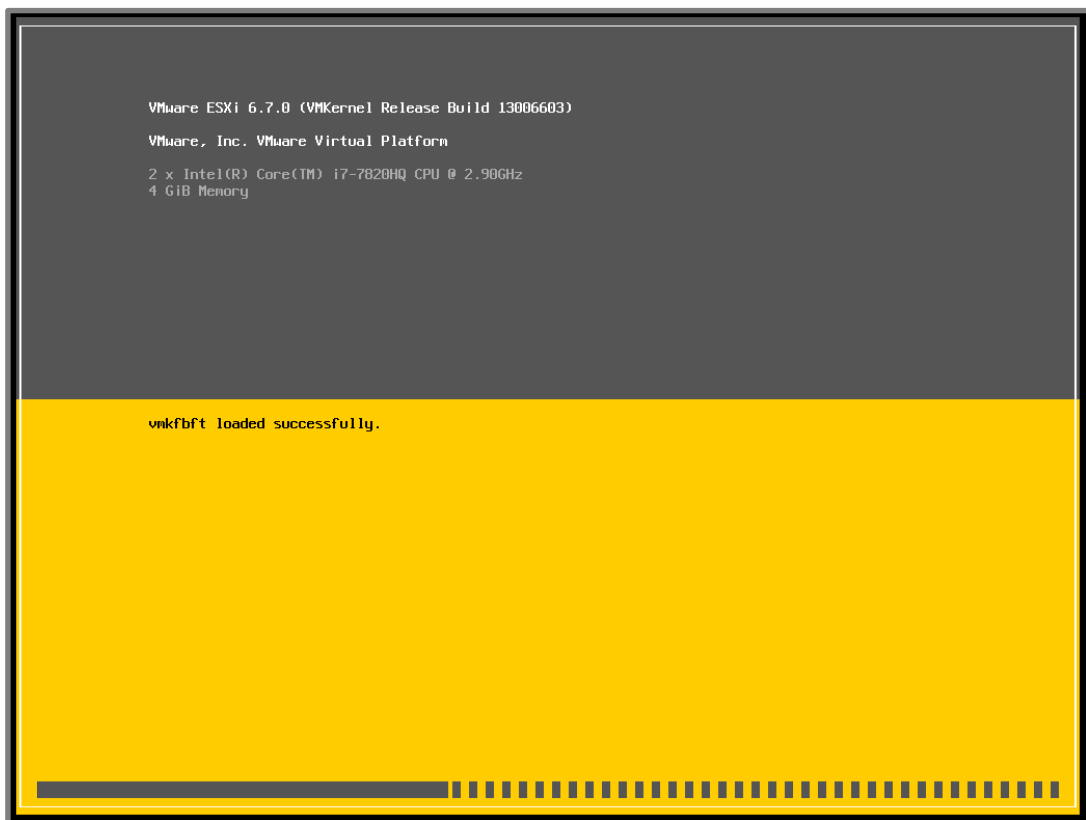 VMware ESXi 6.7.0 (VMKernel Release Build 13006603)
VMware, Inc. VMware Virtual Platform
2 x Intel(R) Core(TM) i7-7820HQ CPU @ 2.90GHz
4 GiB Memory
vmkfbft loaded successfully.